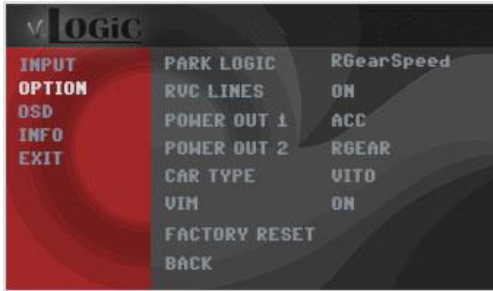 v.LOGiC
INPUT
OPTION
OSD
INFO
EXIT
PARK LOGIC RGearSpeed
RVC LINES ON
POWER OUT 1 ACC
POWER OUT 2 RGEAR
CAR TYPE VITO
VIM ON
FACTORY RESET
BACK